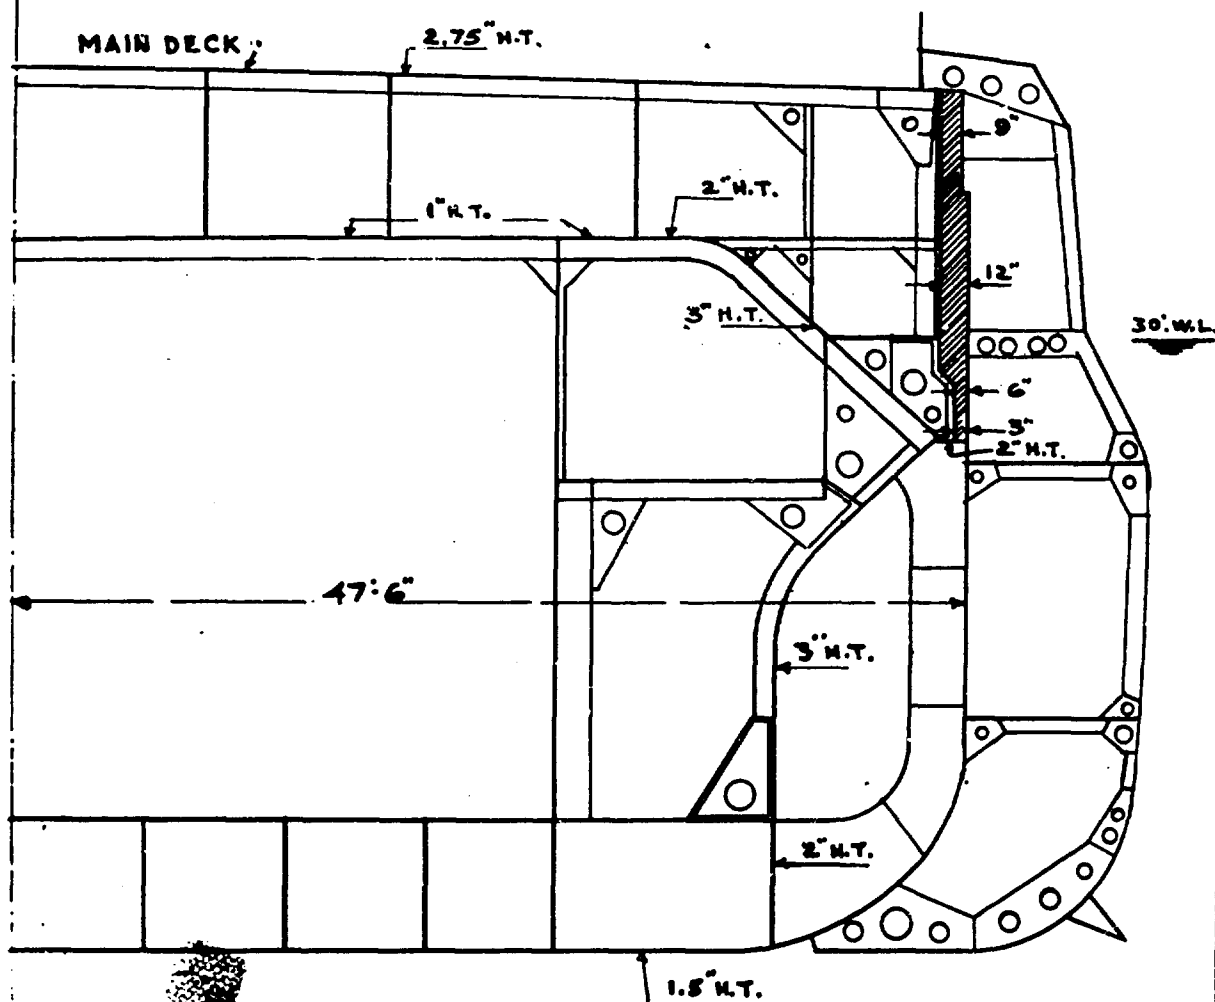 MAIN DECK
2.75" H.T.
9"
2" H.T.
1" H.T.
12"
3" H.T.
30'.W.L.
6"
3"
2" H.T.
47'-6"
3" H.T.
2" H.T.
1.5" H.T.